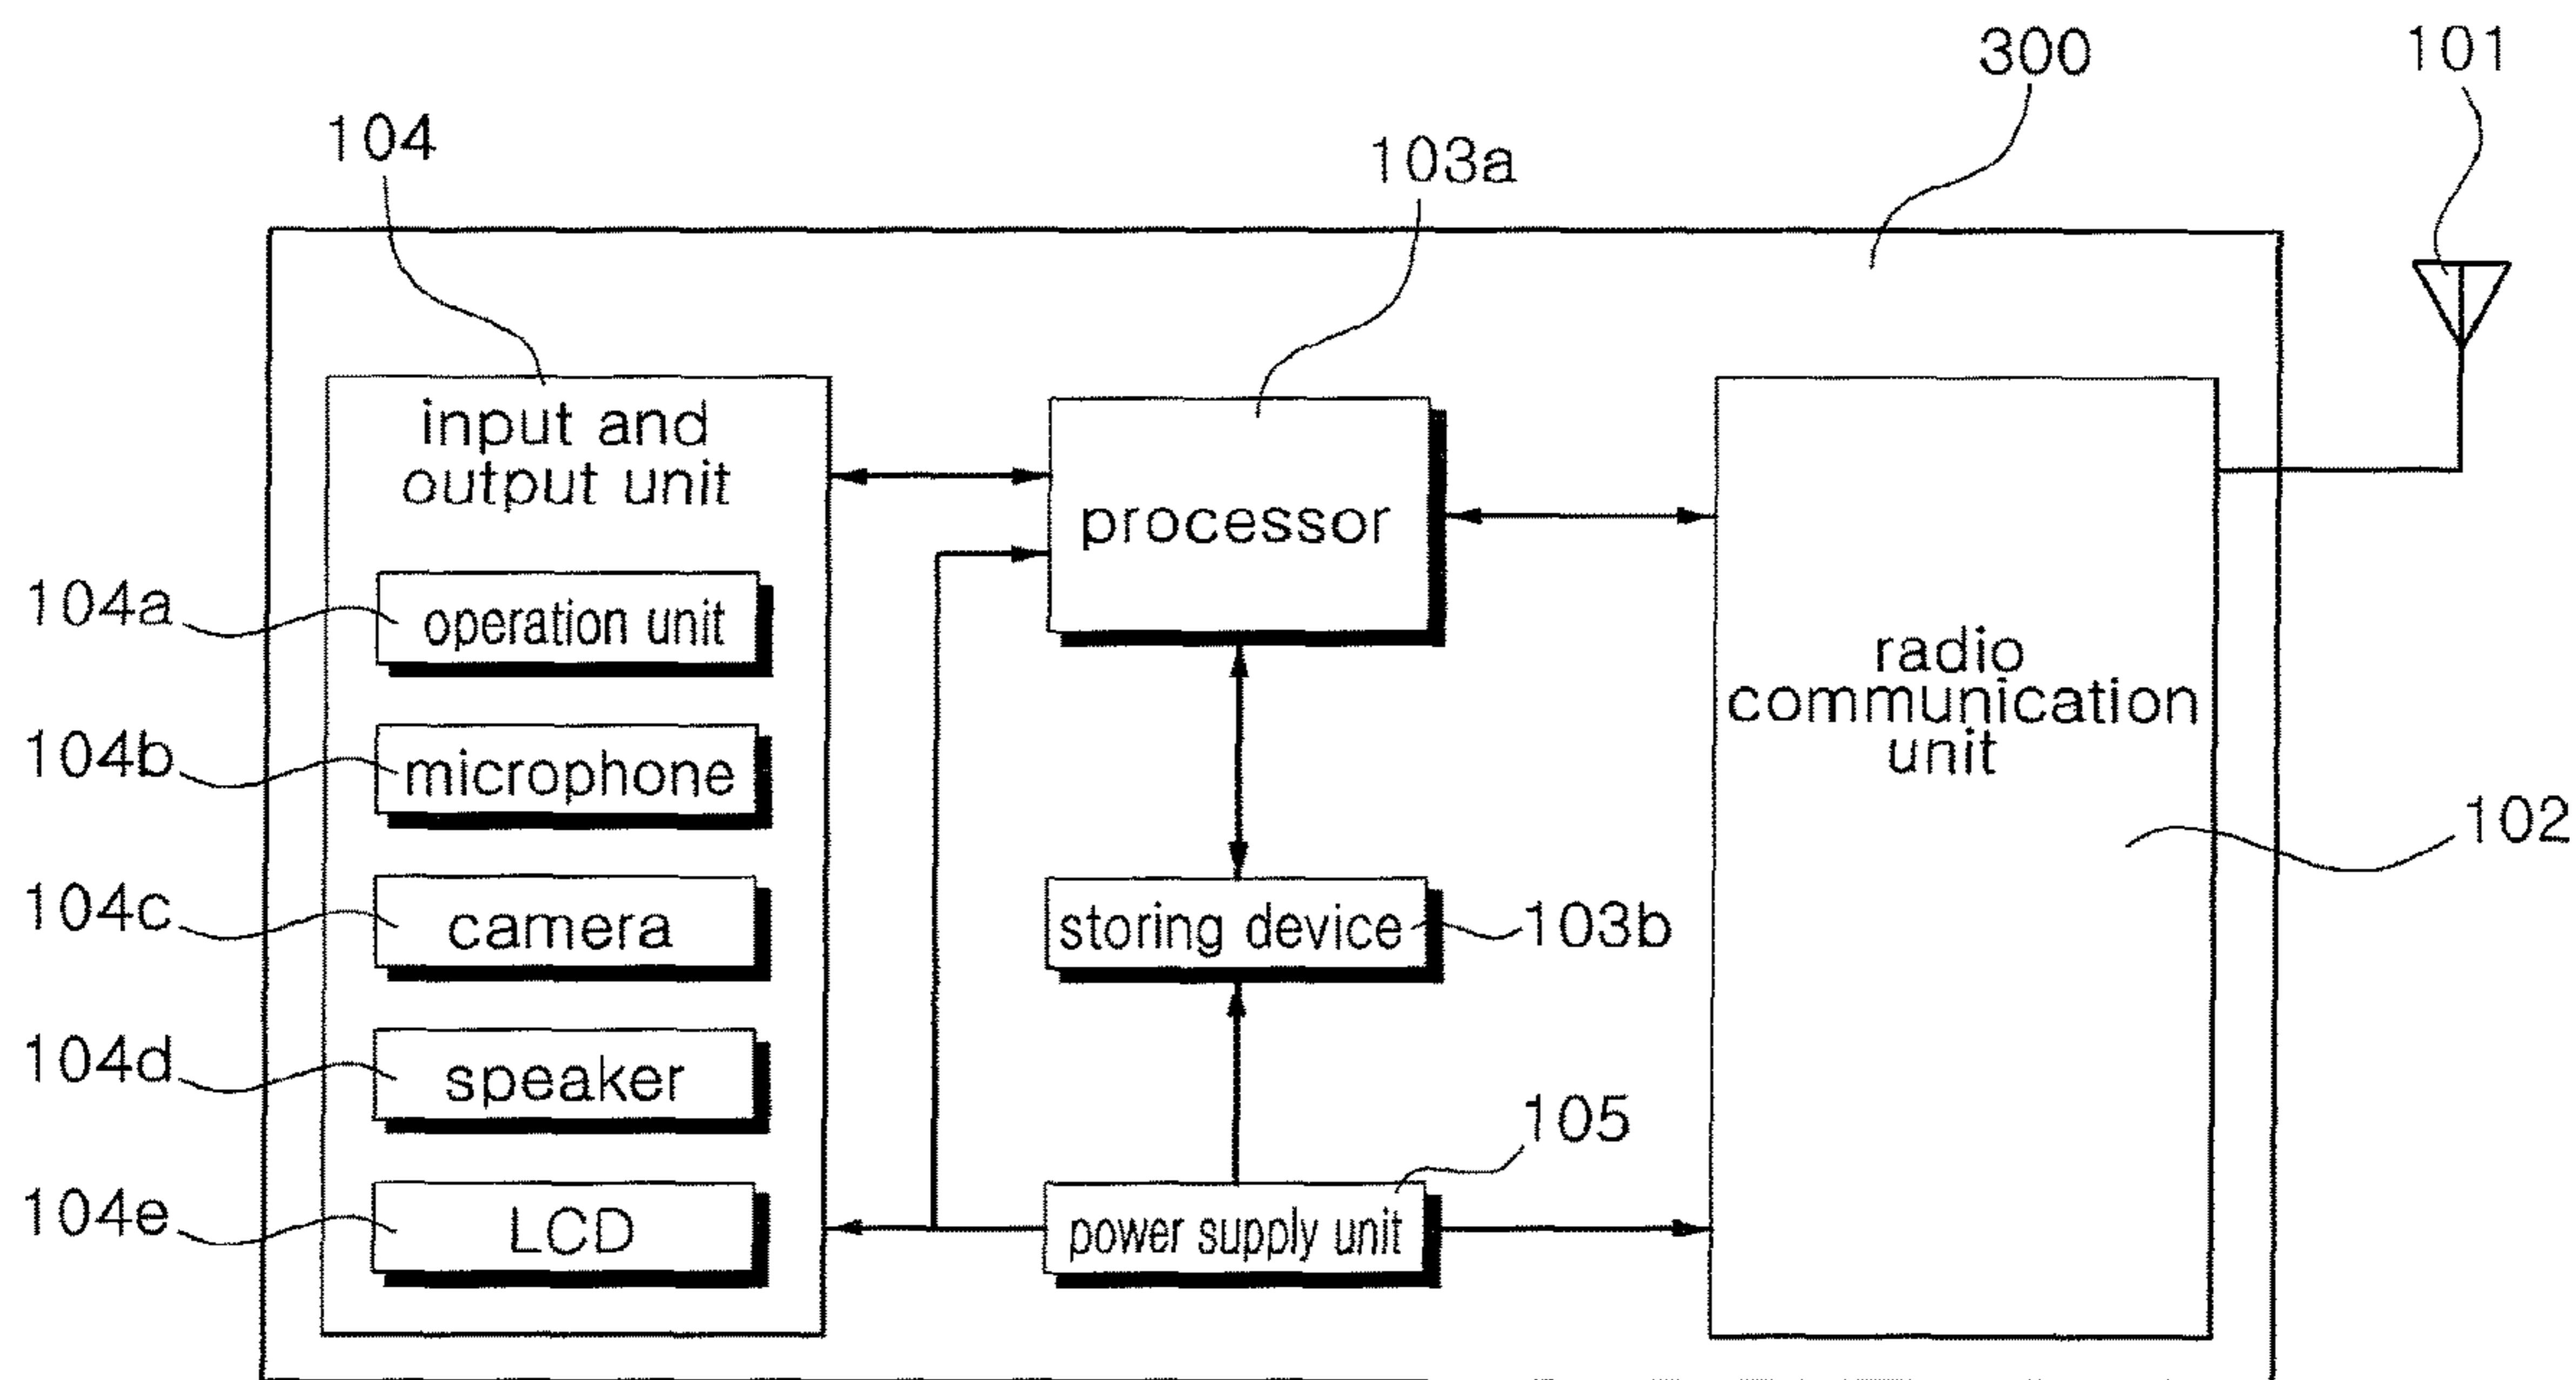 300
101
104
103a
input and
output unit
processor
104a
operation unit
radio
communication
unit
104b
microphone
102
104c
camera
storing device
103b
104d
speaker
105
104e
LCD
power supply unit